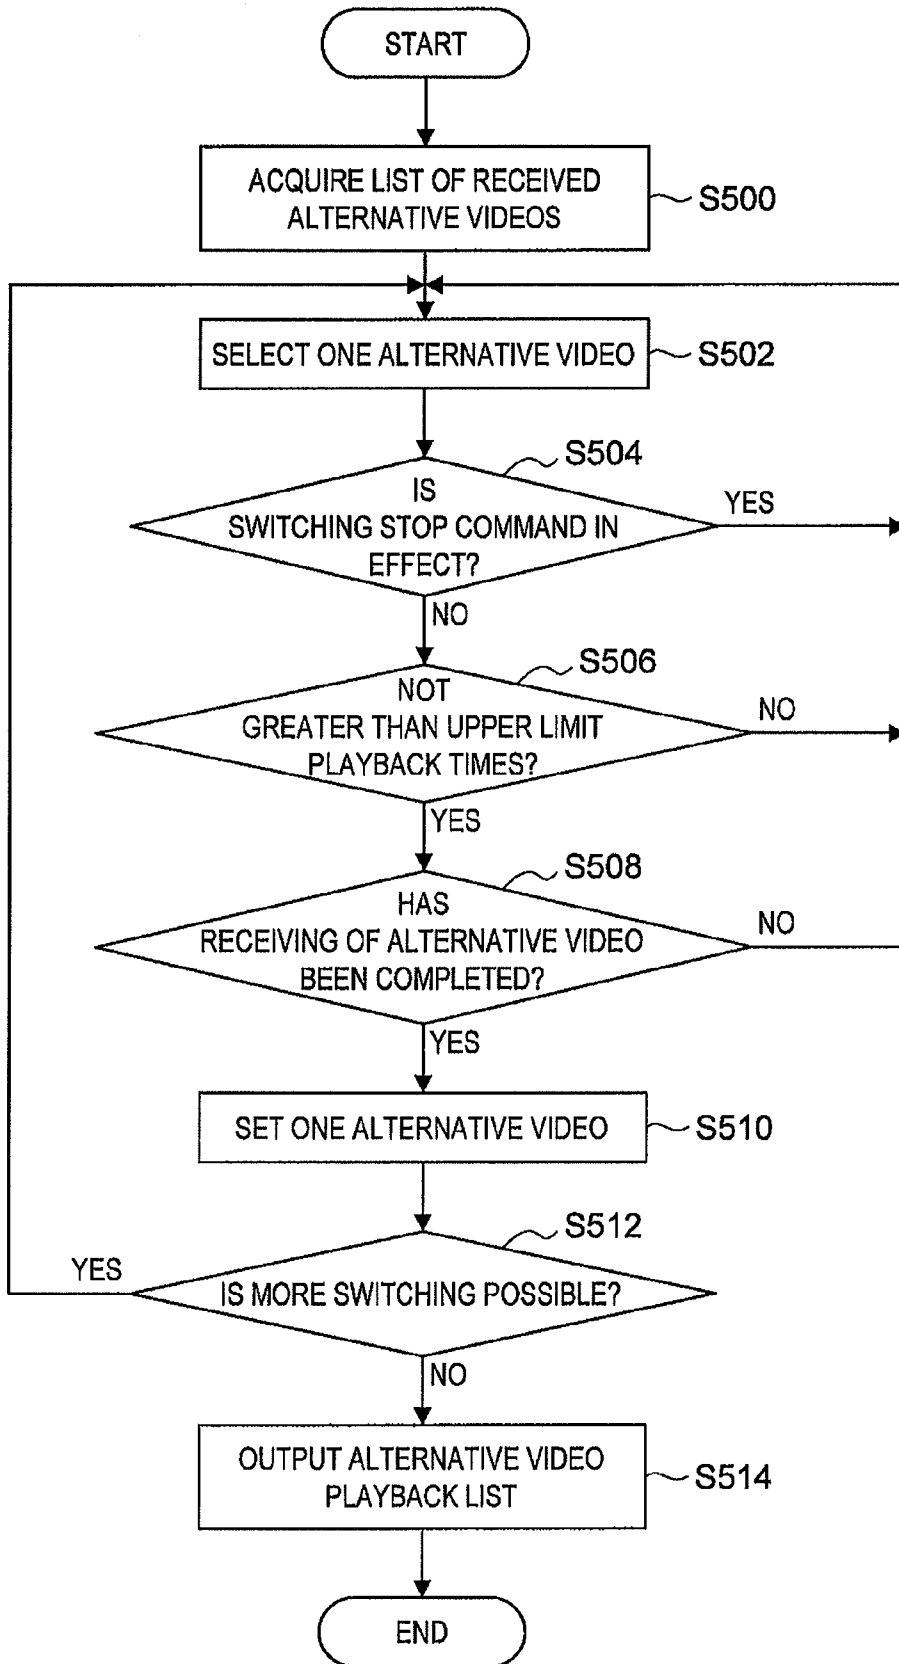 START
ACQUIRE LIST OF RECEIVED
ALTERNATIVE VIDEOS
S500
SELECT ONE ALTERNATIVE VIDEO
S502
S504
IS
SWITCHING STOP COMMAND IN
EFFECT?
YES
NO
S506
NOT
GREATER THAN UPPER LIMIT
PLAYBACK TIMES?
NO
YES
S508
HAS
RECEIVING OF ALTERNATIVE VIDEO
BEEN COMPLETED?
NO
YES
SET ONE ALTERNATIVE VIDEO
S510
S512
YES
IS MORE SWITCHING POSSIBLE?
NO
OUTPUT ALTERNATIVE VIDEO
PLAYBACK LIST
S514
END